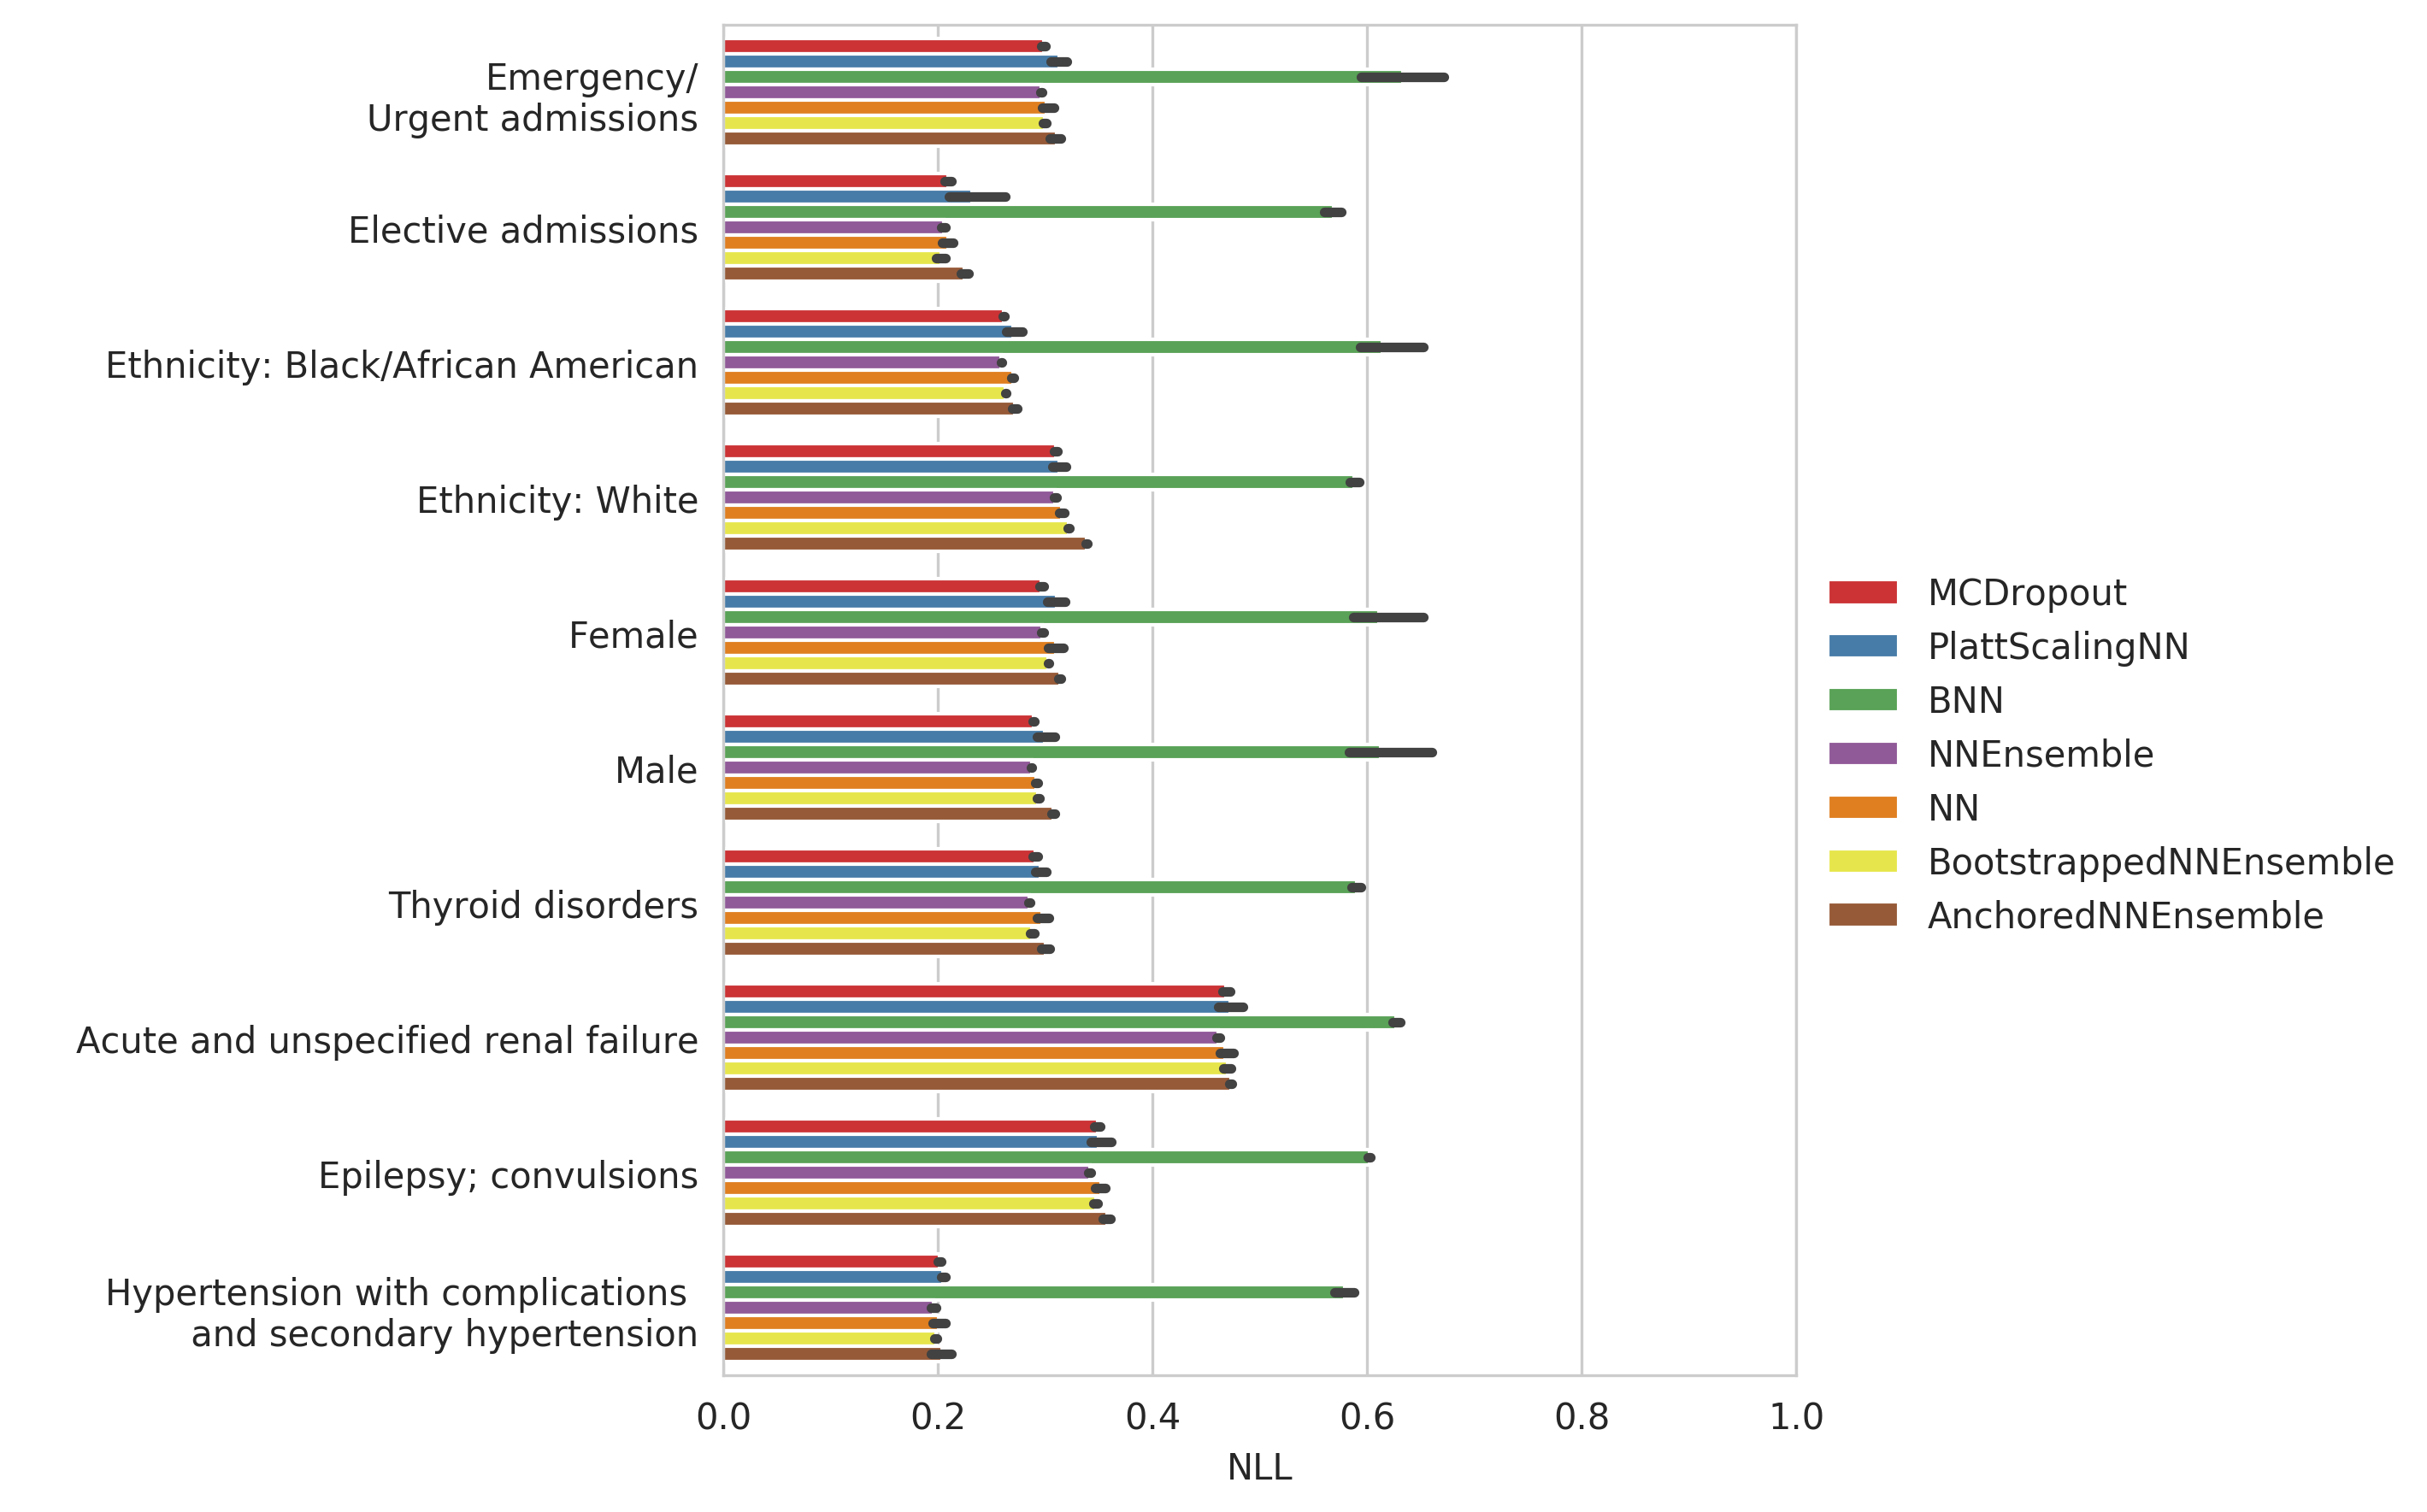 Emergency/
Urgent admissions
Elective admissions
Ethnicity: Black/African American
Ethnicity: White
Female
Male
Thyroid disorders
Acute and unspecified renal failure
Epilepsy; convulsions
Hypertension with complications
and secondary hypertension
0.0 0.2 0.4 0.6 0.8 1.0
NLL
MCDropout
PlattScalingNN
BNN
NNEnsemble
NN
BootstrappedNNEnsemble
AnchoredNNEnsemble